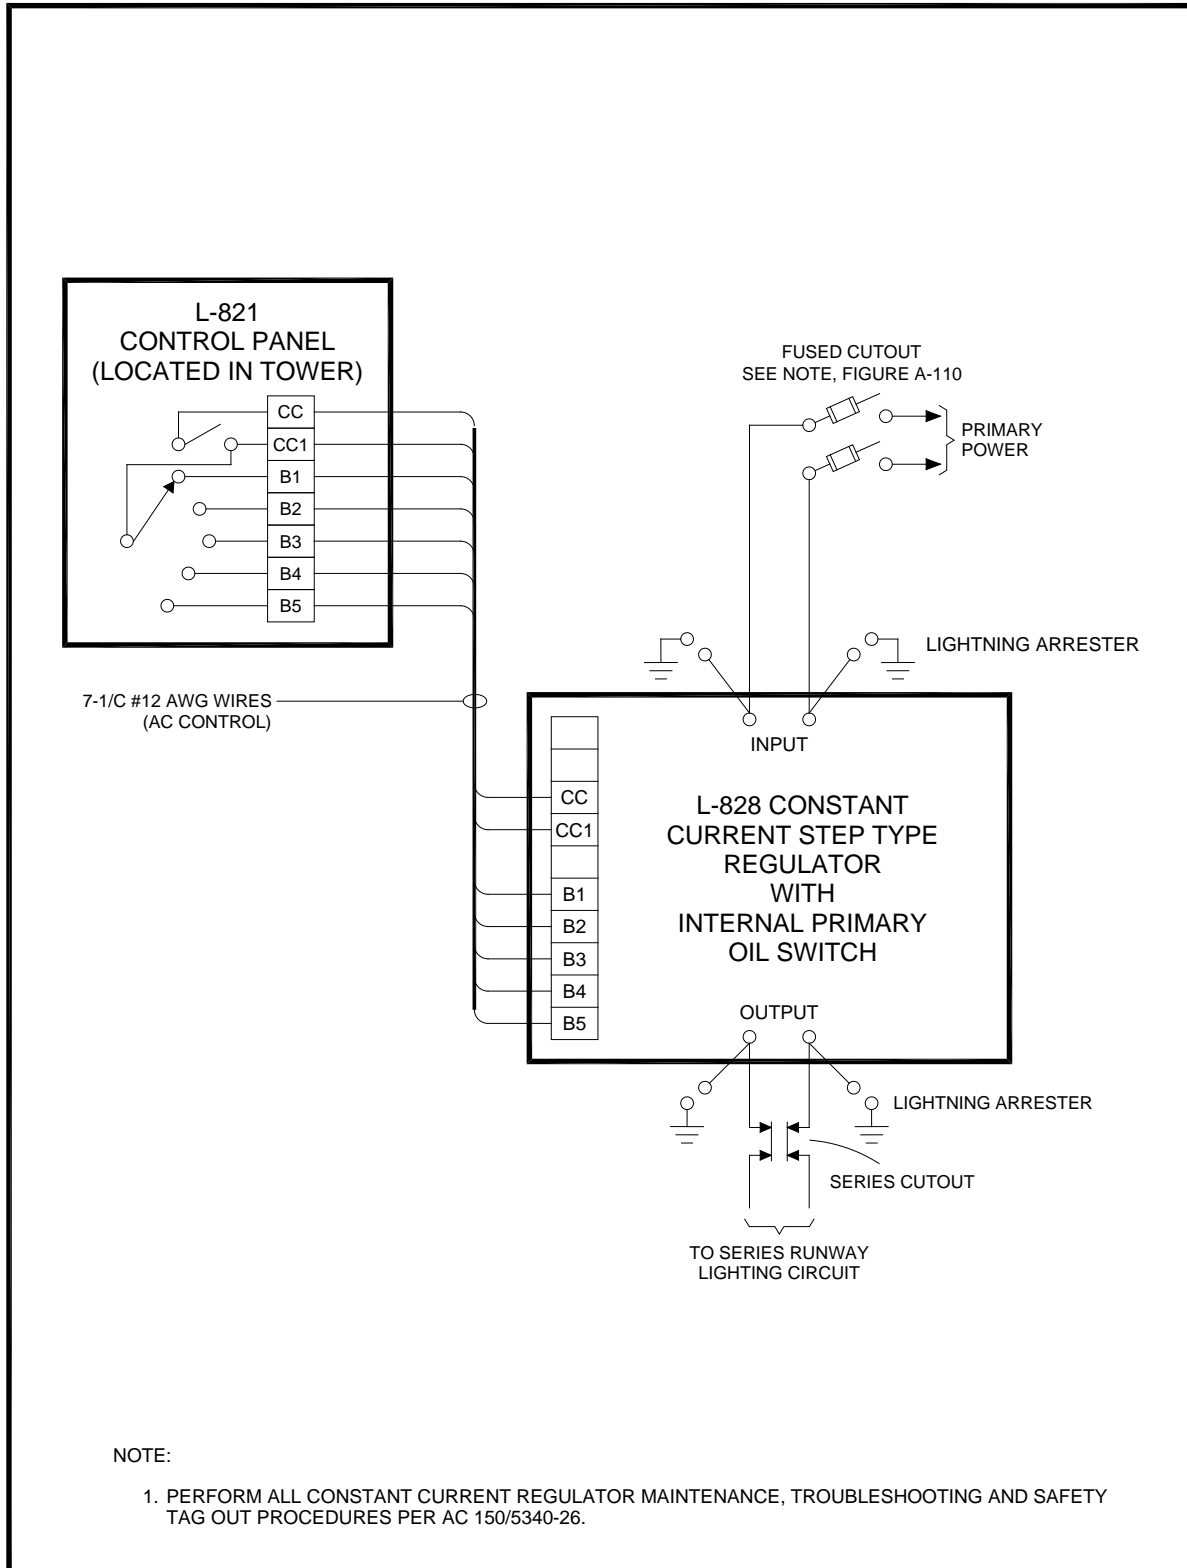 L-821
CONTROL PANEL
(LOCATED IN TOWER)
CC
CC1
B1
B2
B3
B4
B5
FUSED CUTOUT
SEE NOTE, FIGURE A-110
PRIMARY
POWER
LIGHTNING ARRESTER
7-1/C #12 AWG WIRES
(AC CONTROL)
INPUT
CC
CC1
B1
B2
B3
B4
B5
L-828 CONSTANT
CURRENT STEP TYPE
REGULATOR
WITH
INTERNAL PRIMARY
OIL SWITCH
OUTPUT
LIGHTNING ARRESTER
SERIES CUTOUT
TO SERIES RUNWAY
LIGHTING CIRCUIT
NOTE:
1. PERFORM ALL CONSTANT CURRENT REGULATOR MAINTENANCE, TROUBLESHOOTING AND SAFETY
TAG OUT PROCEDURES PER AC 150/5340-26.